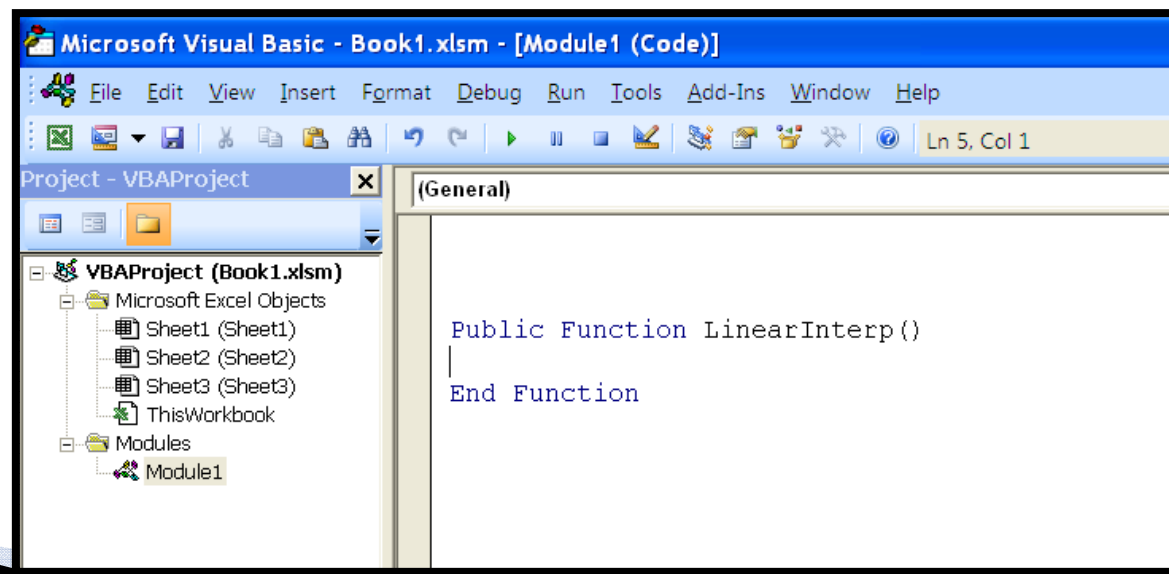 Microsoft Visual Basic - Book1.xlsm - [Module1 (Code)]
File Edit View Insert Format Debug Run Tools Add-Ins Window Help
Ln 5, Col 1
Project - VBAProject
(General)
VBAProject (Book1.xlsm)
Microsoft Excel Objects
Sheet1 (Sheet1)
Sheet2 (Sheet2)
Sheet3 (Sheet3)
ThisWorkbook
Modules
Module1
Public Function LinearInterp()
End Function